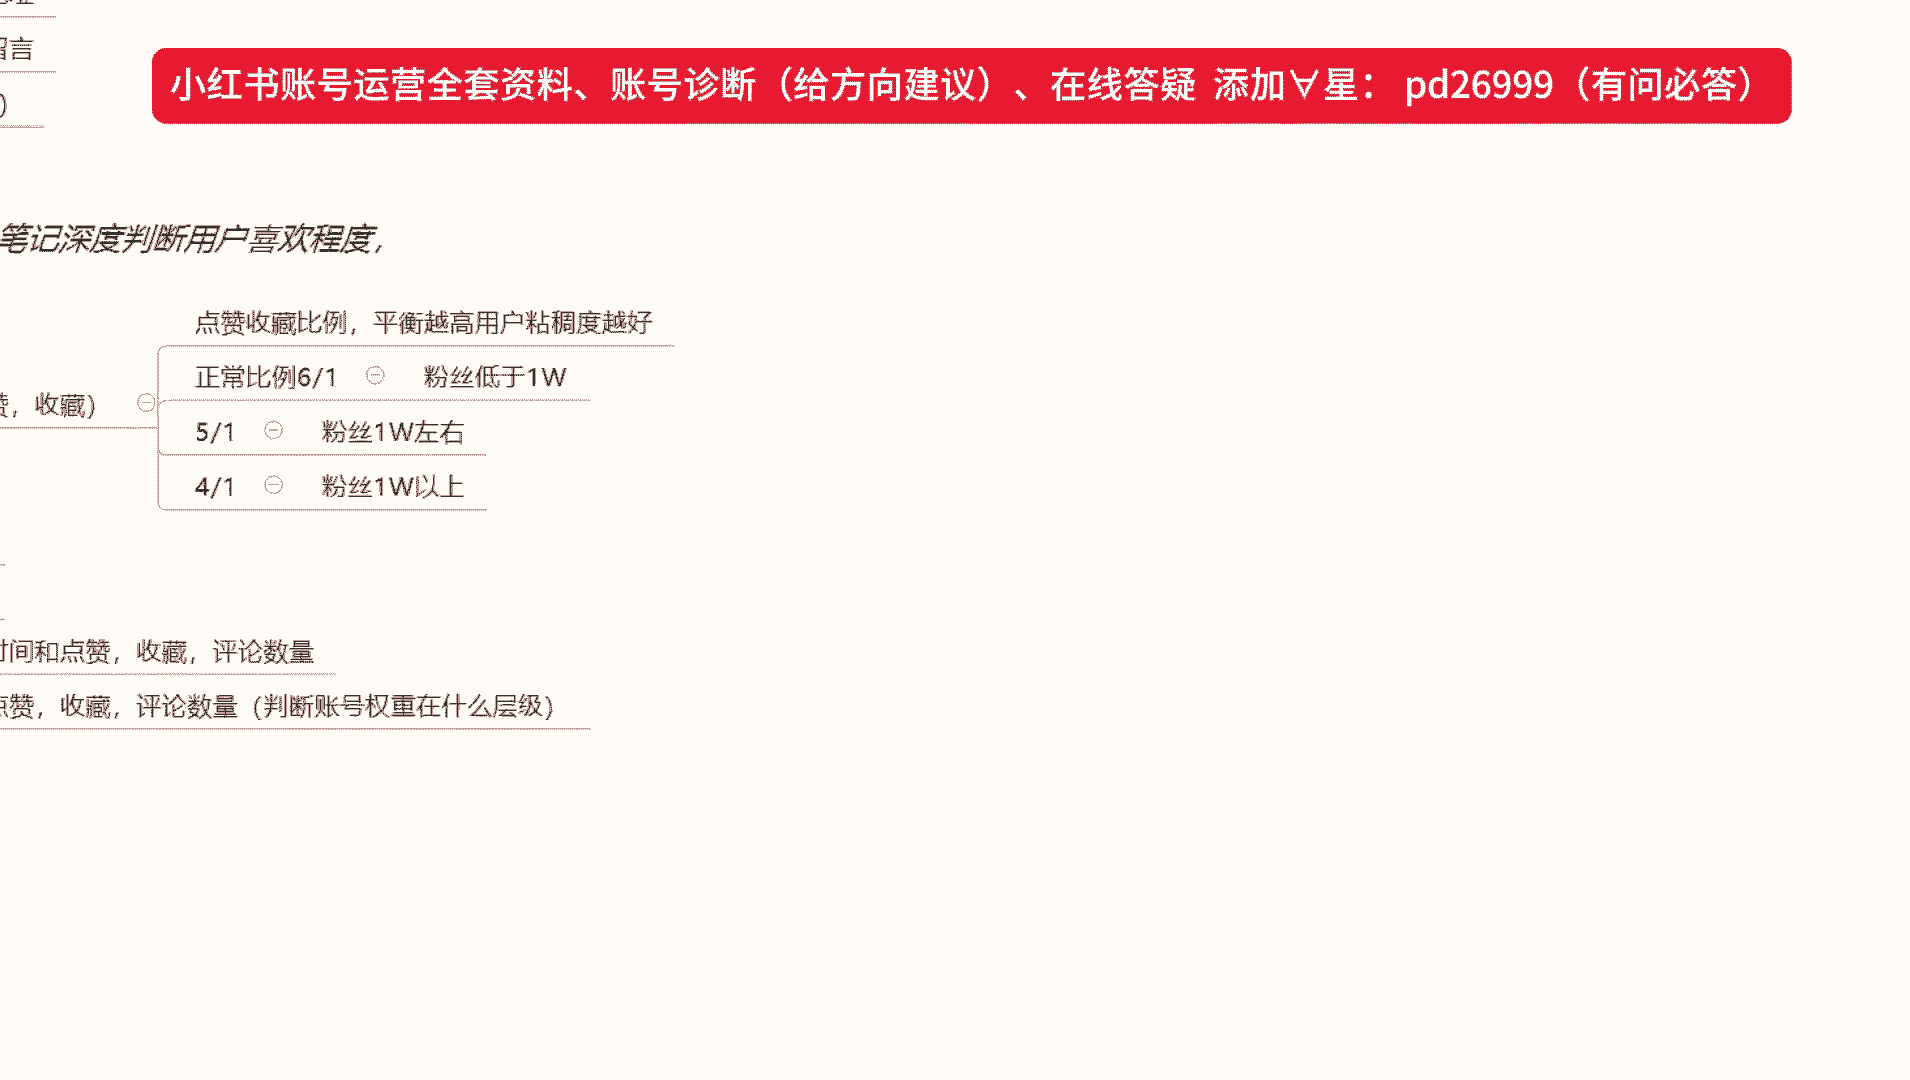 留言
)
小红书账号运营全套资料、账号诊断（给方向建议）、在线答疑 添加∀星： pd26999（有问必答）
笔记深度判断用户喜欢程度，
点赞收藏比例，平衡越高用户粘稠度越好
正常比例6/1 粉丝低于1W
赞，收藏）
5/1 粉丝1W左右
4/1 粉丝1W以上
时间和点赞，收藏，评论数量
点赞，收藏，评论数量（判断账号权重在什么层级）